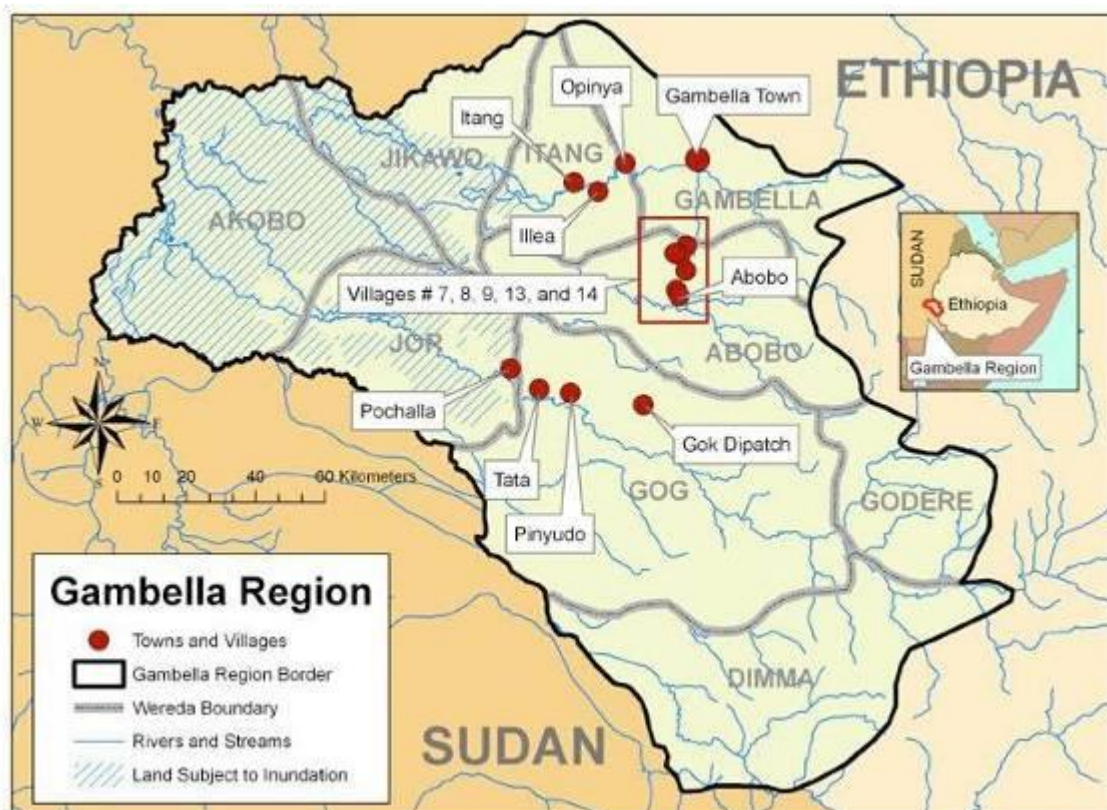 ETHIOPIA
Opinya
Gambella Town
Itang
JIKAWO
ITANG
AKOBO
GAMBELLA
Illea
Villages # 7, 8, 9, 13, and 14
Abobo
SUDAN
Ethiopia
Gambella Region
JOR
ABOBO
N
W
E
S
Pochalla
Gok Dipatch
0 10 20 40 60 Kilometers
Tata
GOG
GODERE
Pinyudo
Gambella Region
Towns and Villages
Gambella Region Border
Wereda Boundary
Rivers and Streams
Land Subject to Inundation
DIMMA
SUDAN